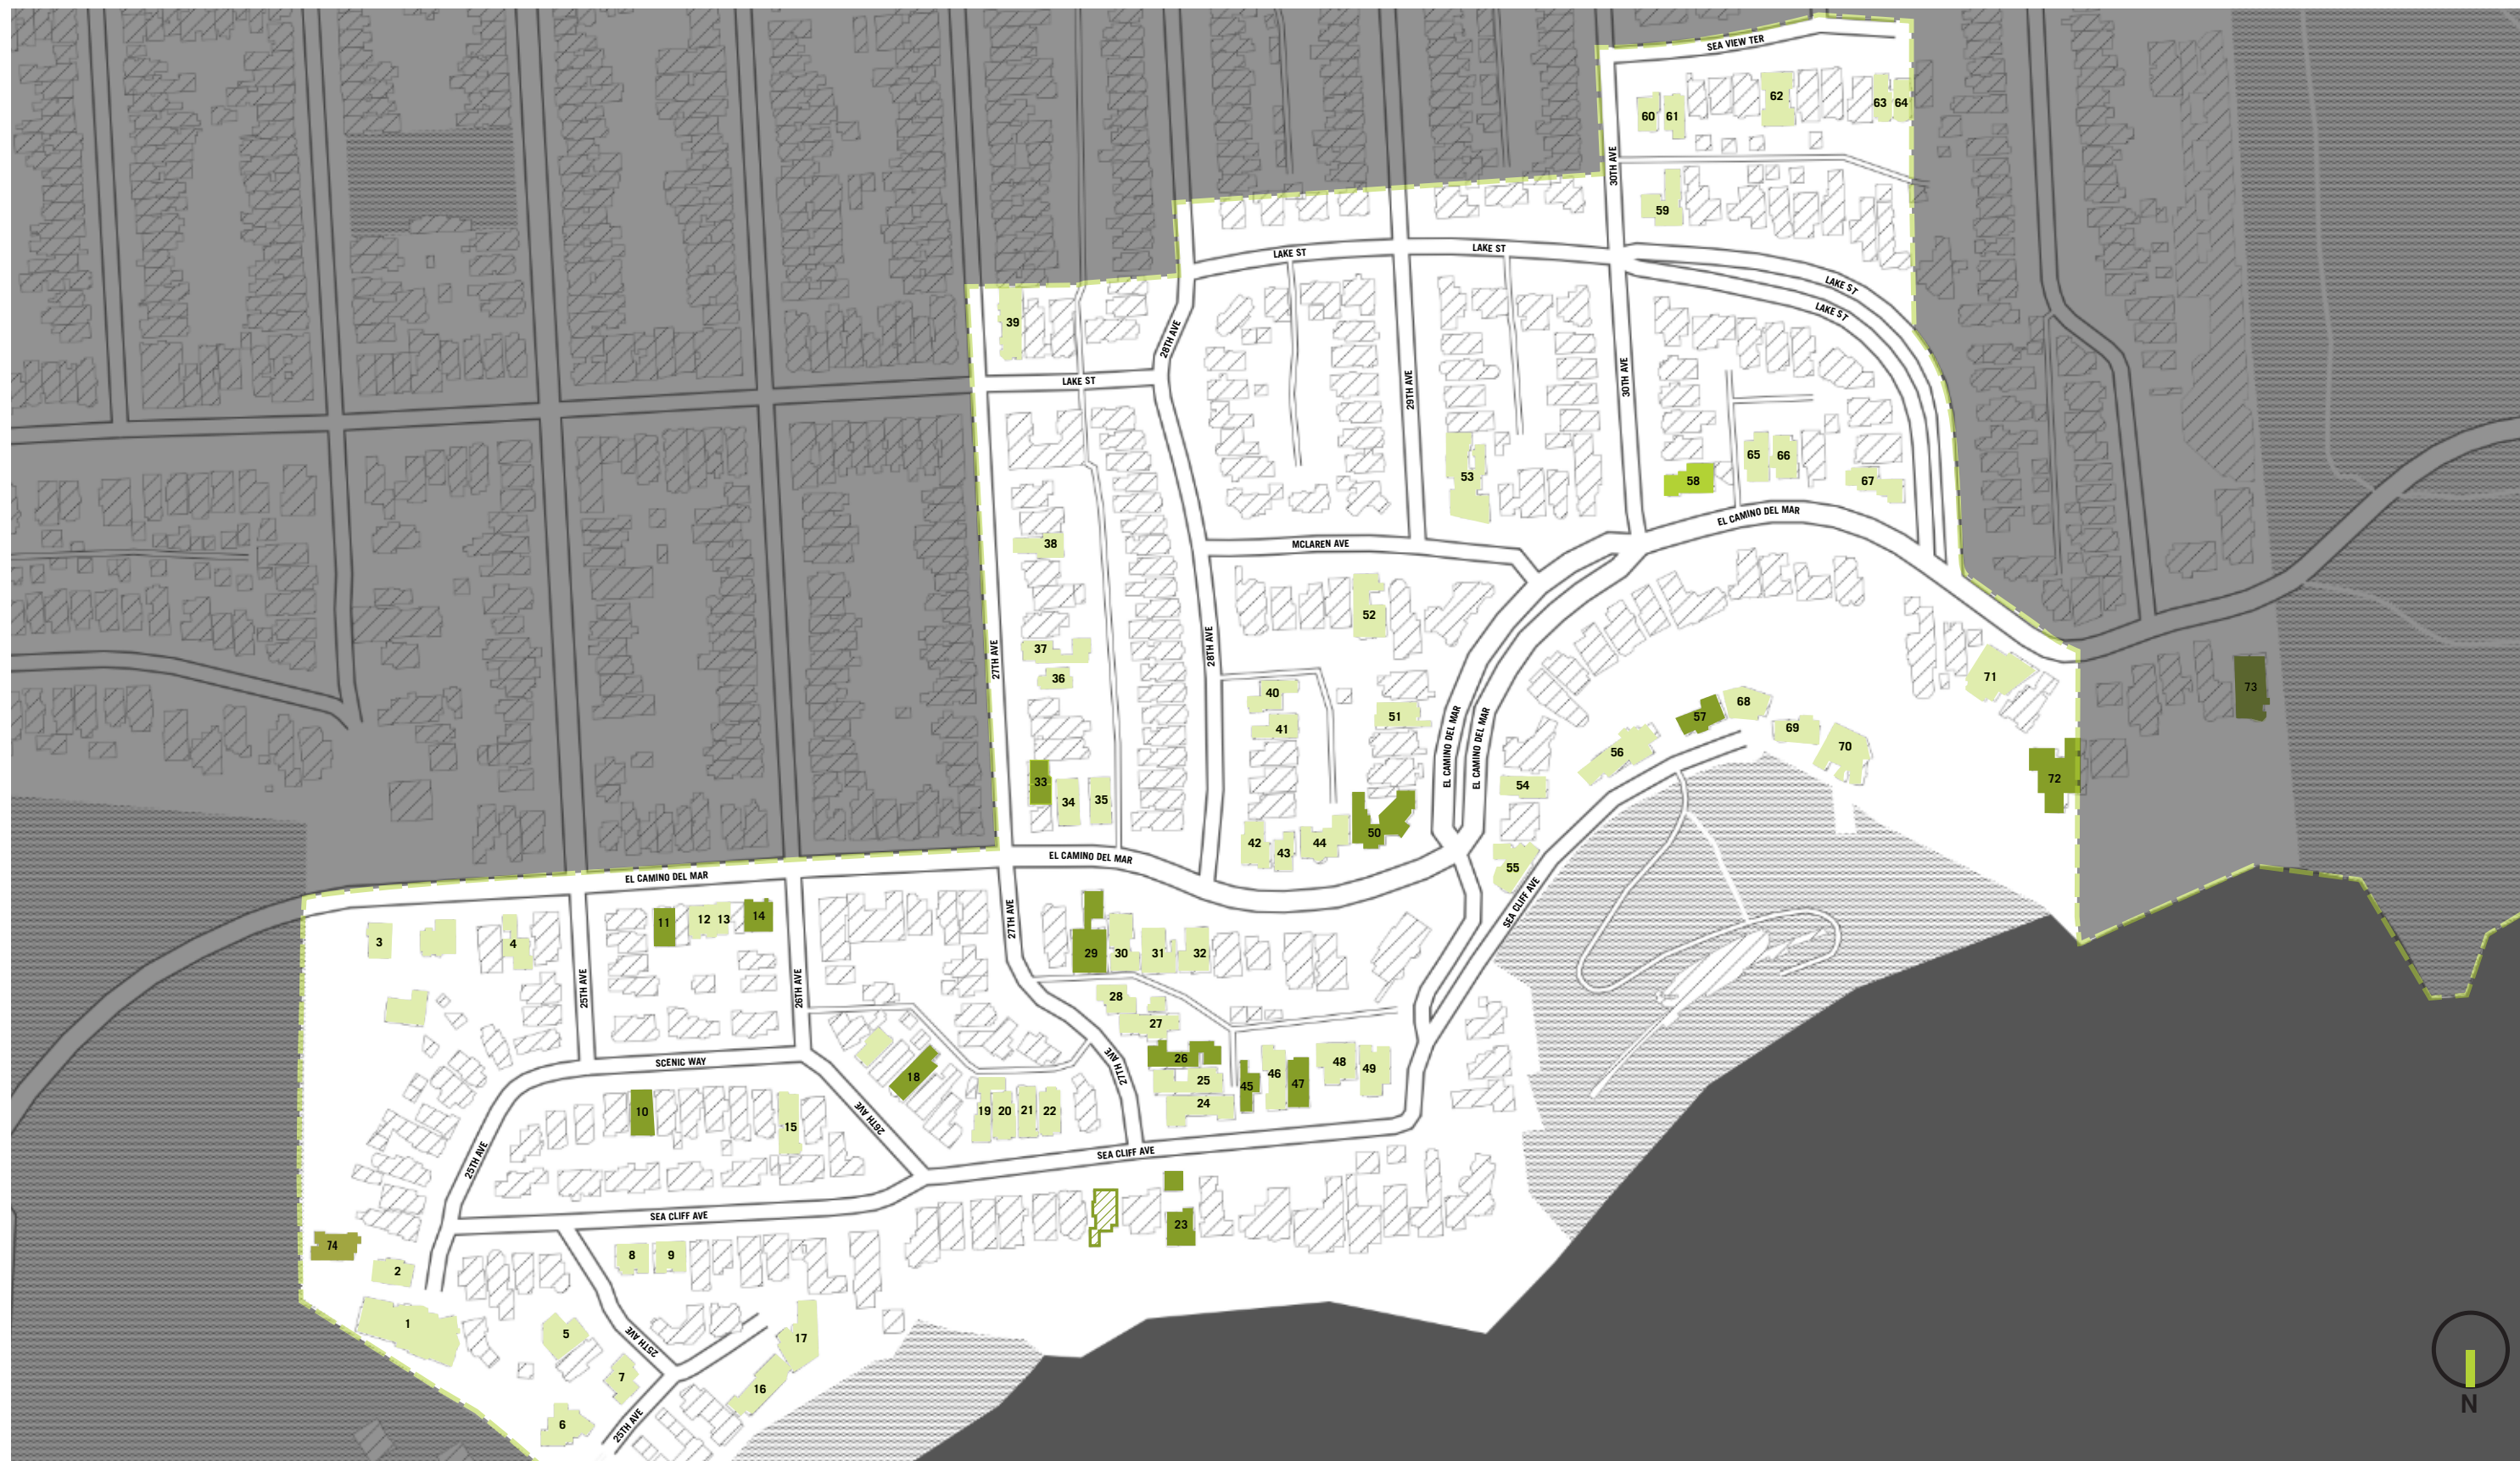 SEA VIEW TER
62
63 64
60 61
30TH AVE
59
LAKE ST
LAKE ST
LAKE ST
LAKE ST
39
28TH AVE
LAKE ST
29TH AVE
30TH AVE
65 66
53
58
67
EL CAMINO DEL MAR
38
MCLAREN AVE
52
37
27TH AVE
28TH AVE
36
71
73
40
68
51
57
41
69
EL CAMINO DEL MAR
EL CAMINO DEL MAR
56
70
33
72
54
34 35
50
42 43 44
EL CAMINO DEL MAR
55
EL CAMINO DEL MAR
SEA CLIFF AVE
11 12 13 14
27TH AVE
3
4
29 30 31 32
25TH AVE
26TH AVE
28
27
26
SCENIC WAY
27TH AVE
48
49
18
25
45 46 47
10
24
19 20 21 22
26TH AVE
15
25TH AVE
SEA CLIFF AVE
SEA CLIFF AVE
23
74
8 9
2
1
5
25TH AVE
17
7
16
6
25TH AVE
N